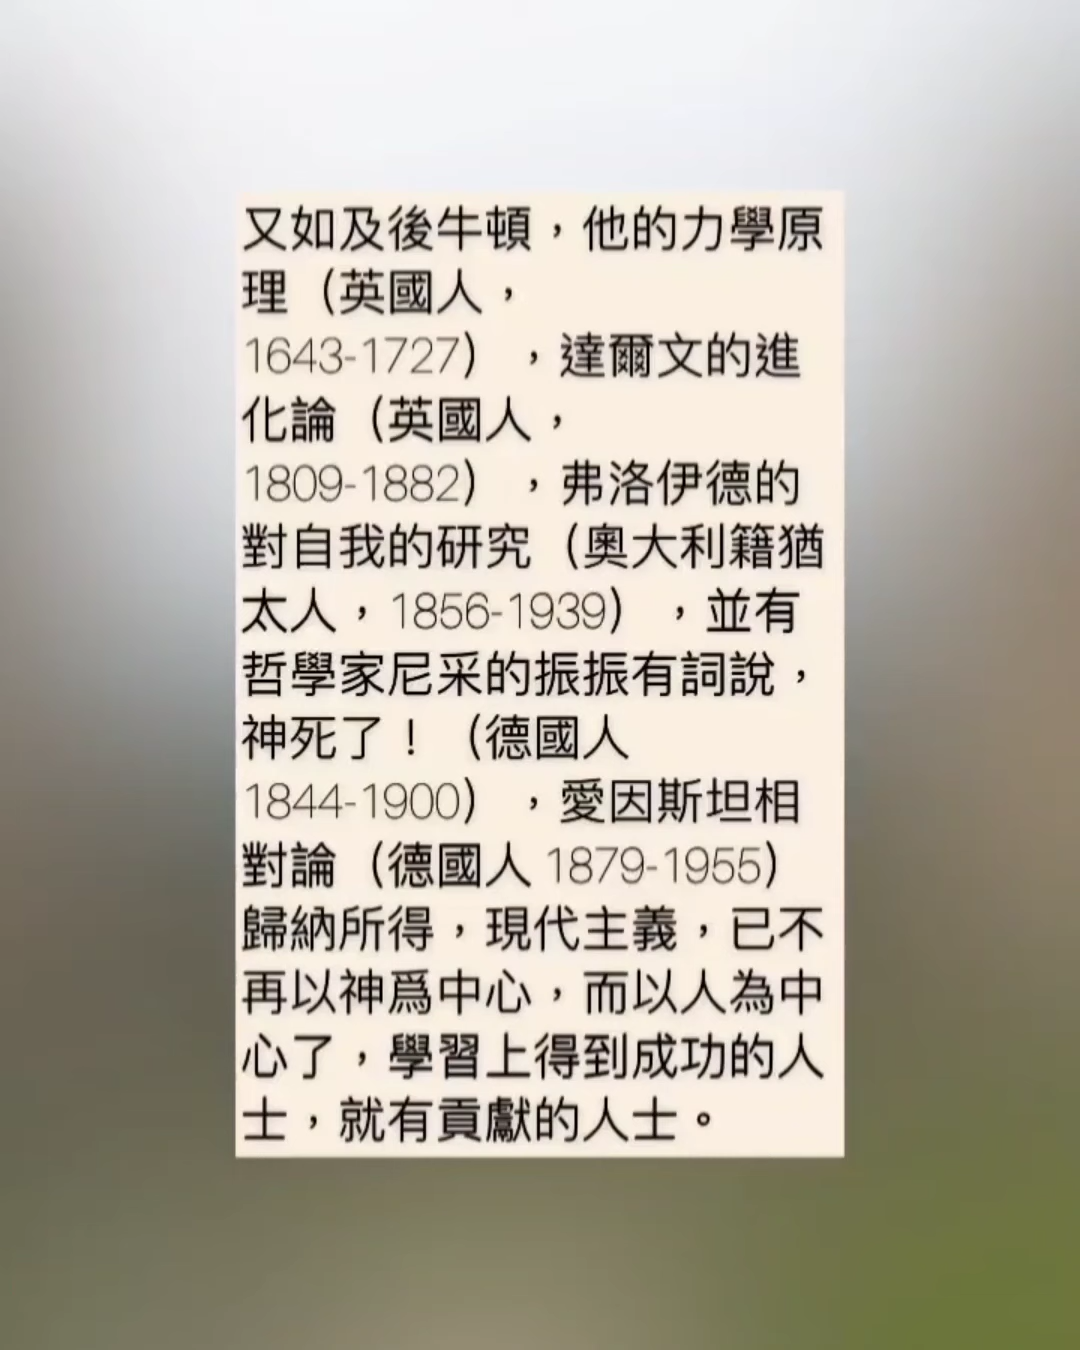 又如及後牛頓，他的力學原
理（英國人，
1643-1727），達爾文的進
化論（英國人，
1809-1882），弗洛伊德的
對自我的研究（奧大利籍猶
太人，1856-1939），並有
哲學家尼采的振振有詞說，
神死了！（德國人
1844-1900），愛因斯坦相
對論（德國人 1879-1955）
歸納所得，現代主義，已不
再以神爲中心，而以人為中
心了，學習上得到成功的人
士，就有貢獻的人士。